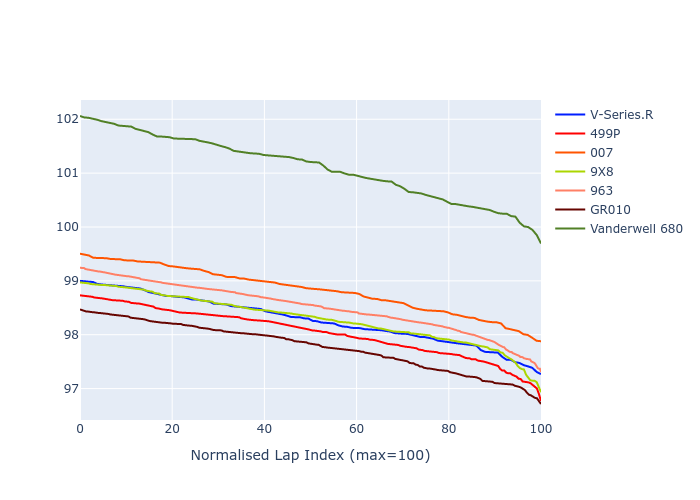 102
101
100
99
98
97
0 20 40 60 80 100
Normalised Lap Index (max=100)
V-Series.R
499P
007
9X8
963
GR010
Vanderwell 680